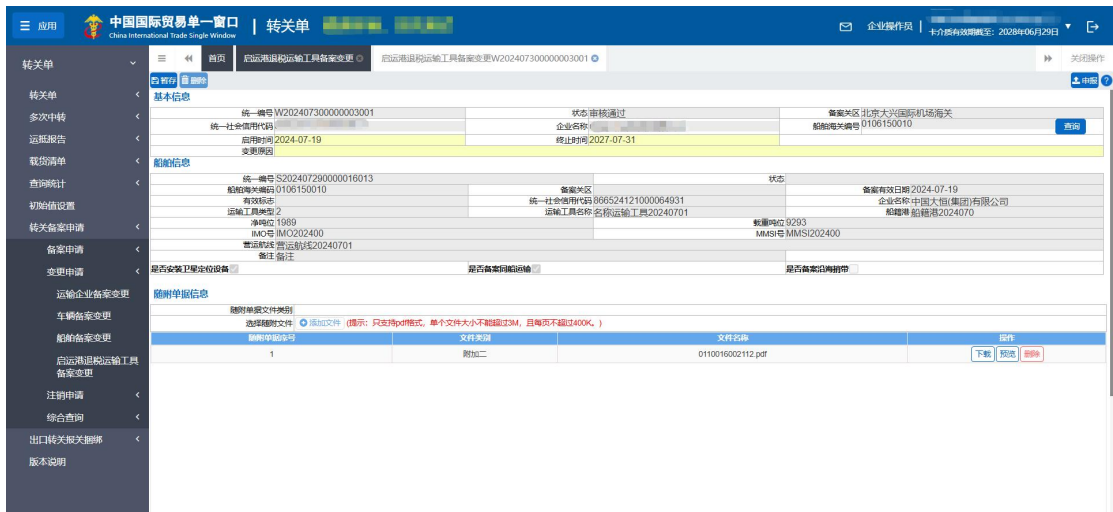 ☰ 应用 中国国际贸易单一窗口 | 转关单 企业操作员
China International Trade Single Window 卡介质有效期截至: 2028年06月29日
转关单 首页 启运港退税运输工具备案变更 启运港退税运输工具备案变更W202407300000003001 关闭操作
暂存 删除 申报
转关单
多次中转
运抵报告
载货清单
查询统计
初始值设置
转关备案申请
备案申请
变更申请
运输企业备案变更
车辆备案变更
船舶备案变更
启运港退税运输工具
备案变更
注销申请
综合查询
出口转关报关捆绑
版本说明
基本信息
统一编号 W202407300000003001 状态 审核通过 备案关区 北京大兴国际机场海关
统一社会信用代码 企业名称 船舶海关编号 0106150010 查询
启用时间 2024-07-19 终止时间 2027-07-31
变更原因
船舶信息
统一编号 S202407290000016013 状态
船舶海关编码 0106150010 备案关区 备案有效日期 2024-07-19
有效标志 统一社会信用代码 866524121000064931 企业名称 中国大恒(集团)有限公司
运输工具类型 2 运输工具名称 名称运输工具20240701 船籍港 船籍港2024070
净吨位 1989 载重吨位 9293
IMO号 IMO202400 MMSI号 MMSI202400
营运航线 营运航线20240701
备注 备注
是否安装卫星定位设备 是否备案同船运输 是否备案沿海捎带
随附单据信息
随附单据文件类别
选择随附文件 添加文件 (提示: 只支持pdf格式, 单个文件大小不能超过3M, 且每页不超过400K。)
随附单据序号 文件类别 文件名称 操作
1 附加二 0110016002112.pdf 下载 预览 删除